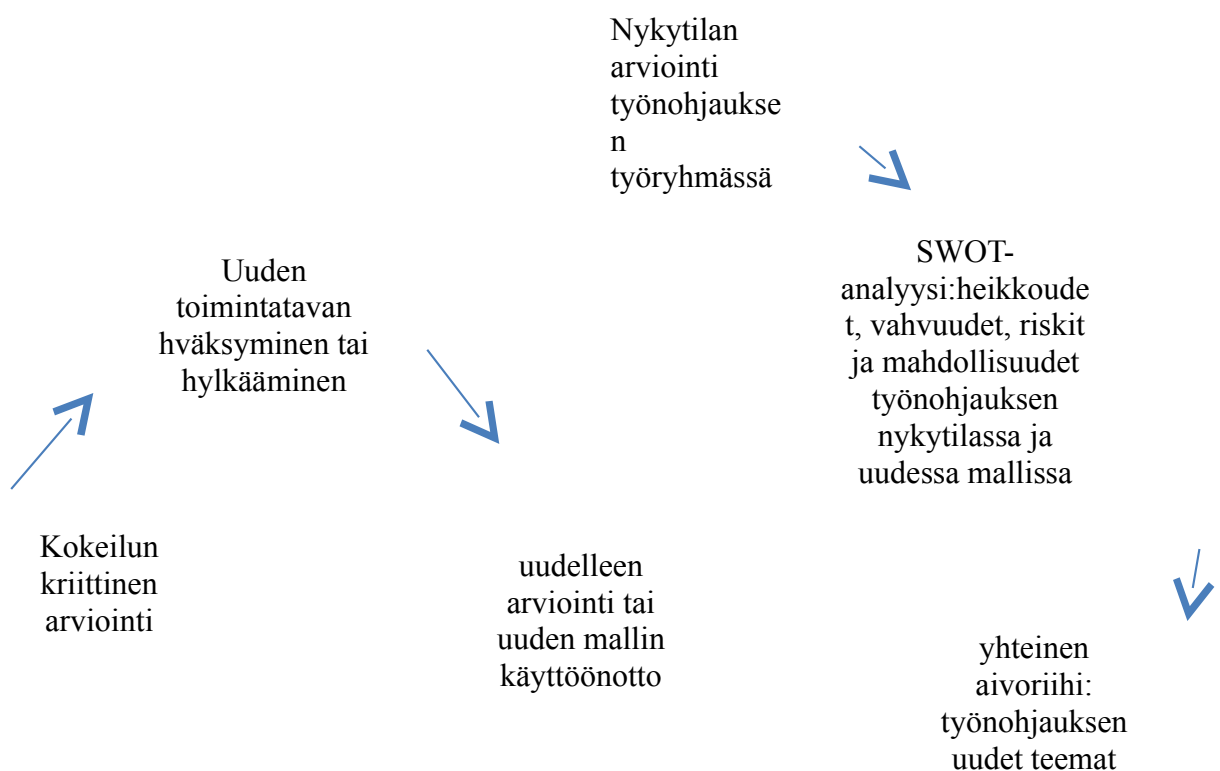 Nykytilan
arviointi
työnohjaukse
n
työryhmässä
SWOT-
analyysi:heikkoude
t, vahvuudet, riskit
ja mahdollisuudet
työnohjauksen
nykytilassa ja
uudessa mallissa
yhteinen
aivoriihi:
työnohjauksen
uudet teemat
Kokeilun
kriittinen
arviointi
Uuden
toimintatavan
hväksyminen tai
hylkääminen
uudelleen
arviointi tai
uuden mallin
käyttöönotto